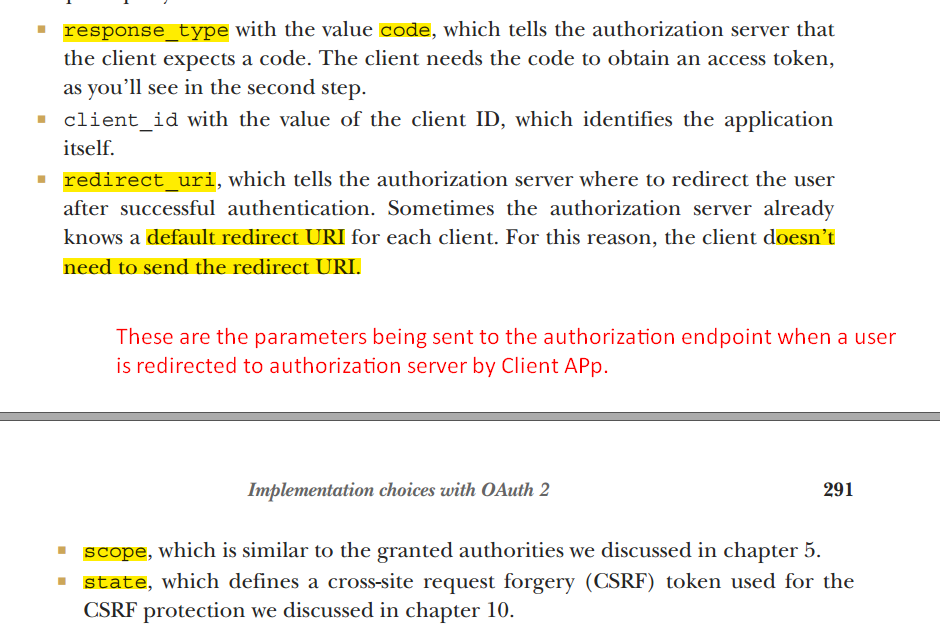 response_type with the value code, which tells the authorization server that
the client expects a code. The client needs the code to obtain an access token,
as you’ll see in the second step.
client_id with the value of the client ID, which identifies the application
itself.
redirect_uri, which tells the authorization server where to redirect the user
after successful authentication. Sometimes the authorization server already
knows a default redirect URI for each client. For this reason, the client doesn’t
need to send the redirect URI.
These are the parameters being sent to the authorization endpoint when a user
is redirected to authorization server by Client APp.
Implementation choices with OAuth 2 291
scope, which is similar to the granted authorities we discussed in chapter 5.
state, which defines a cross-site request forgery (CSRF) token used for the
CSRF protection we discussed in chapter 10.